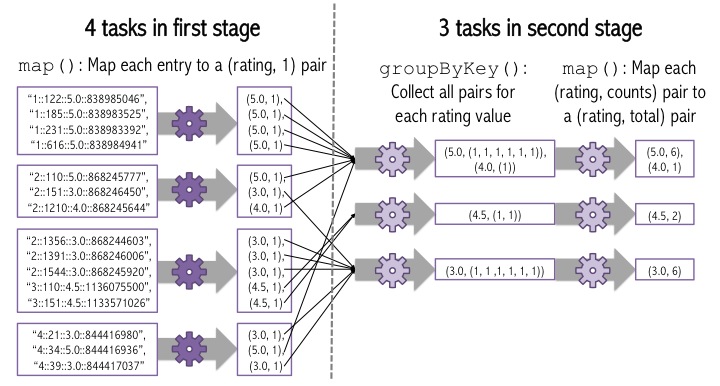 4 tasks in first stage
3 tasks in second stage
map(): Map each entry to a (rating, 1) pair
groupByKey():
Collect all pairs for
each rating value
map(): Map each
(rating, counts) pair to
a (rating, total) pair
"1::122::5.0::838985046",
"1::185::5.0::838983525",
"1::231::5.0::838983392",
"1::616::5.0::838984941"
(5.0, 1),
(5.0, 1),
(5.0, 1),
(5.0, 1)
"2::110::5.0::868245777",
"2::151::3.0::868246450",
"2::1210::4.0::868245644"
(5.0, 1),
(3.0, 1),
(4.0, 1)
"2::1356::3.0::868244603",
"2::1391::3.0::868246006",
"2::1544::3.0::868245920",
"3::110::4.5::1136075500",
"3::151::4.5::1133571026"
(3.0, 1),
(3.0, 1),
(3.0, 1),
(4.5, 1),
(4.5, 1)
"4::21::3.0::844416980",
"4::34::5.0::844416936",
"4::39::3.0::844417037"
(3.0, 1),
(5.0, 1),
(3.0, 1)
(5.0, (1, 1, 1, 1, 1, 1)),
(4.0, (1))
(5.0, 6),
(4.0, 1)
(4.5, (1, 1))
(4.5, 2)
(3.0, (1, 1 ,1, 1, 1, 1))
(3.0, 6)